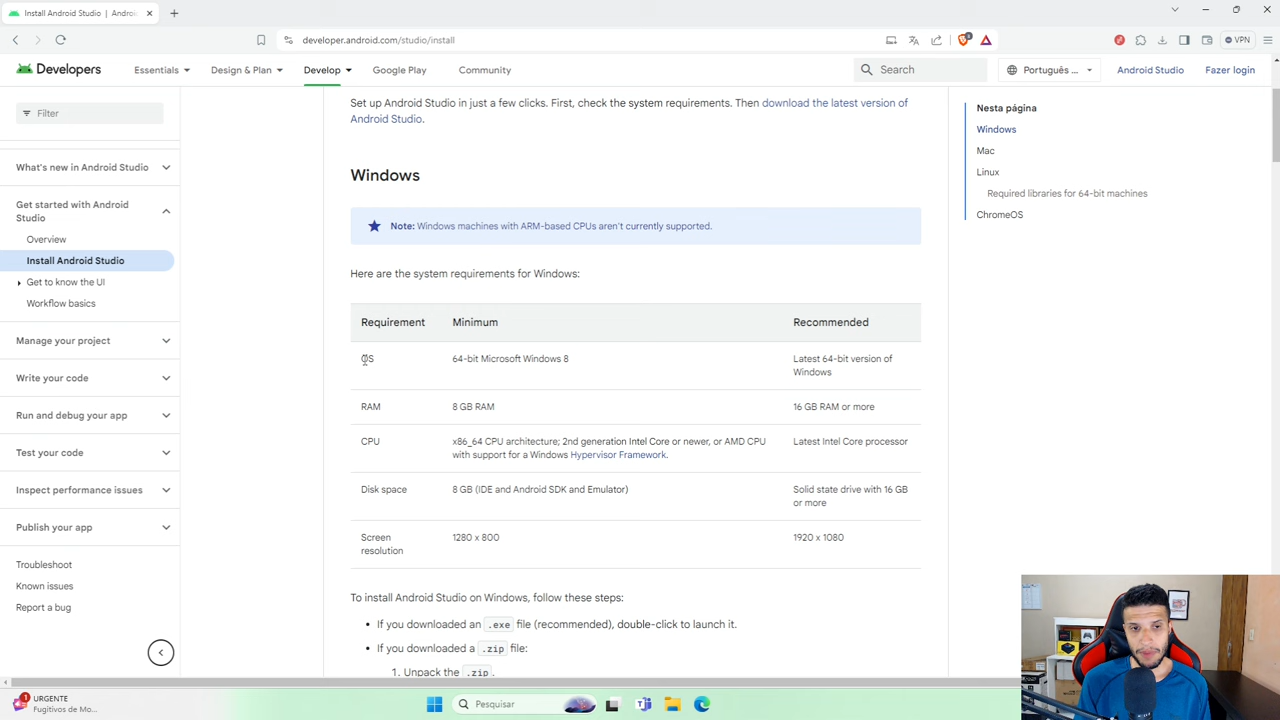 Install Android Studio | Androi
developer.android.com/studio/install
VPN
Developers
Essentials
Design & Plan
Develop
Google Play
Community
Search
Português ...
Android Studio
Fazer login
Filter
What's new in Android Studio
Get started with Android
Studio
Overview
Install Android Studio
Get to know the UI
Workflow basics
Manage your project
Write your code
Run and debug your app
Test your code
Inspect performance issues
Publish your app
Troubleshoot
Known issues
Report a bug
Set up Android Studio in just a few clicks. First, check the system requirements. Then download the latest version of
Android Studio.
Windows
Note: Windows machines with ARM-based CPUs aren't currently supported.
Here are the system requirements for Windows:
Requirement Minimum Recommended
OS 64-bit Microsoft Windows 8 Latest 64-bit version of
Windows
RAM 8 GB RAM 16 GB RAM or more
CPU x86_64 CPU architecture; 2nd generation Intel Core or newer, or AMD CPU Latest Intel Core processor
with support for a Windows Hypervisor Framework.
Disk space 8 GB (IDE and Android SDK and Emulator) Solid state drive with 16 GB
or more
Screen 1280 x 800 1920 x 1080
resolution
To install Android Studio on Windows, follow these steps:
• If you downloaded an .exe file (recommended), double-click to launch it.
• If you downloaded a .zip file:
1. Unpack the .zip.
Nesta página
Windows
Mac
Linux
Required libraries for 64-bit machines
ChromeOS
1
URGENTE
Fugitivos de Mo...
Pesquisar